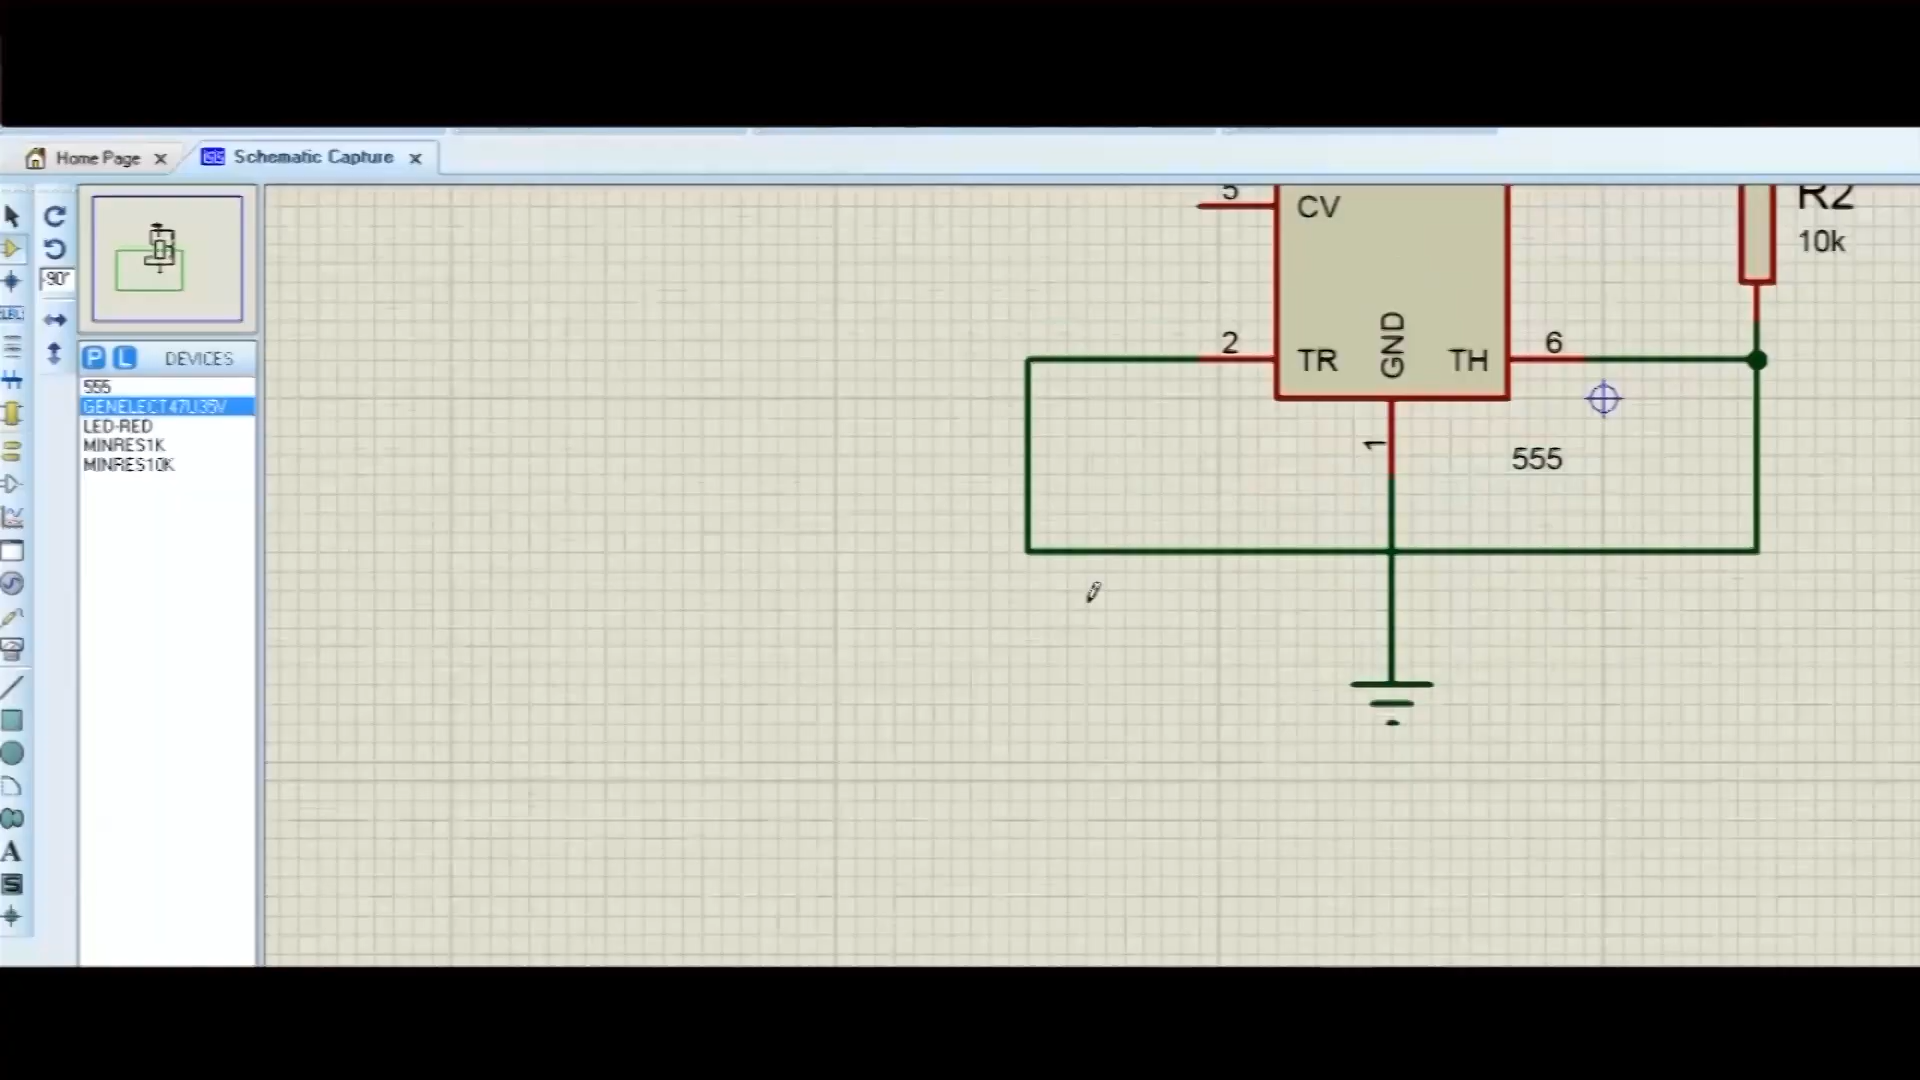 Home Page
Schematic Capture
-90°
LBL
P L DEVICES
555
GENELECT47U35V
LED-RED
MINRES1K
MINRES10K
A
S
5
CV
R2
10k
2
TR
GND
TH
6
1
555